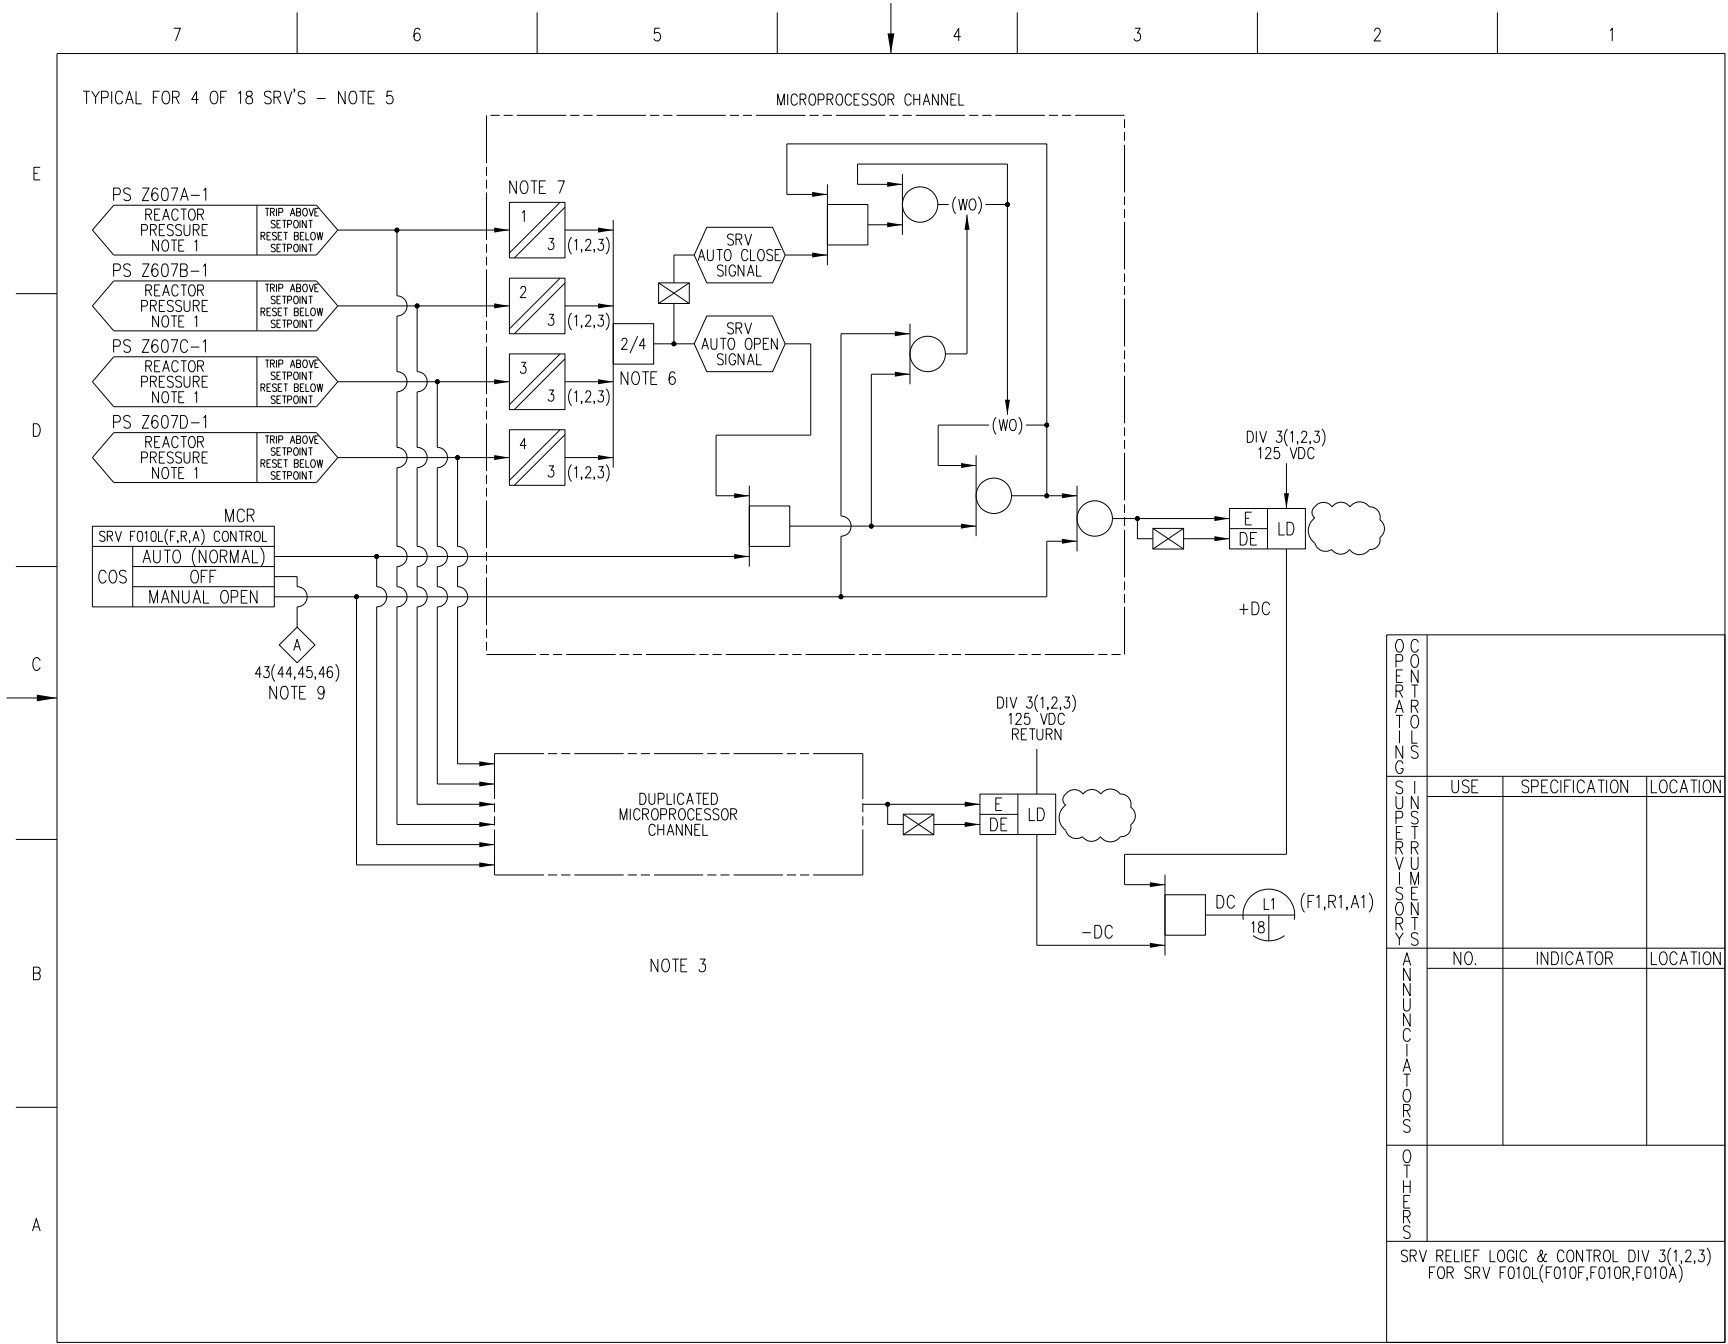 7 6 5 4 3 2 1
TYPICAL FOR 4 OF 18 SRV'S – NOTE 5
MICROPROCESSOR CHANNEL
E
D
C
B
A
PS Z607A–1
REACTOR
PRESSURE
NOTE 1
TRIP ABOVE
SETPOINT
RESET BELOW
SETPOINT
PS Z607B–1
REACTOR
PRESSURE
NOTE 1
TRIP ABOVE
SETPOINT
RESET BELOW
SETPOINT
PS Z607C–1
REACTOR
PRESSURE
NOTE 1
TRIP ABOVE
SETPOINT
RESET BELOW
SETPOINT
PS Z607D–1
REACTOR
PRESSURE
NOTE 1
TRIP ABOVE
SETPOINT
RESET BELOW
SETPOINT
MCR
SRV F010L(F,R,A) CONTROL
COS
AUTO (NORMAL)
OFF
MANUAL OPEN
A
43(44,45,46)
NOTE 9
NOTE 7
1
3 (1,2,3)
2
3 (1,2,3)
3
3 (1,2,3)
4
3 (1,2,3)
2/4
NOTE 6
SRV
AUTO CLOSE
SIGNAL
SRV
AUTO OPEN
SIGNAL
(WO)
(WO)
DIV 3(1,2,3)
125 VDC
E
DE
LD
+DC
DIV 3(1,2,3)
125 VDC
RETURN
DUPLICATED
MICROPROCESSOR
CHANNEL
E
DE
LD
–DC
DC
L1
18
(F1,R1,A1)
NOTE 3
OPERATING
CONTROLS
SUPERVISORY
INSTRUMENTS
USE SPECIFICATION LOCATION
ANNUNCIATORS
NO. INDICATOR LOCATION
OTHERS
SRV RELIEF LOGIC & CONTROL DIV 3(1,2,3)
FOR SRV F010L(F010F,F010R,F010A)